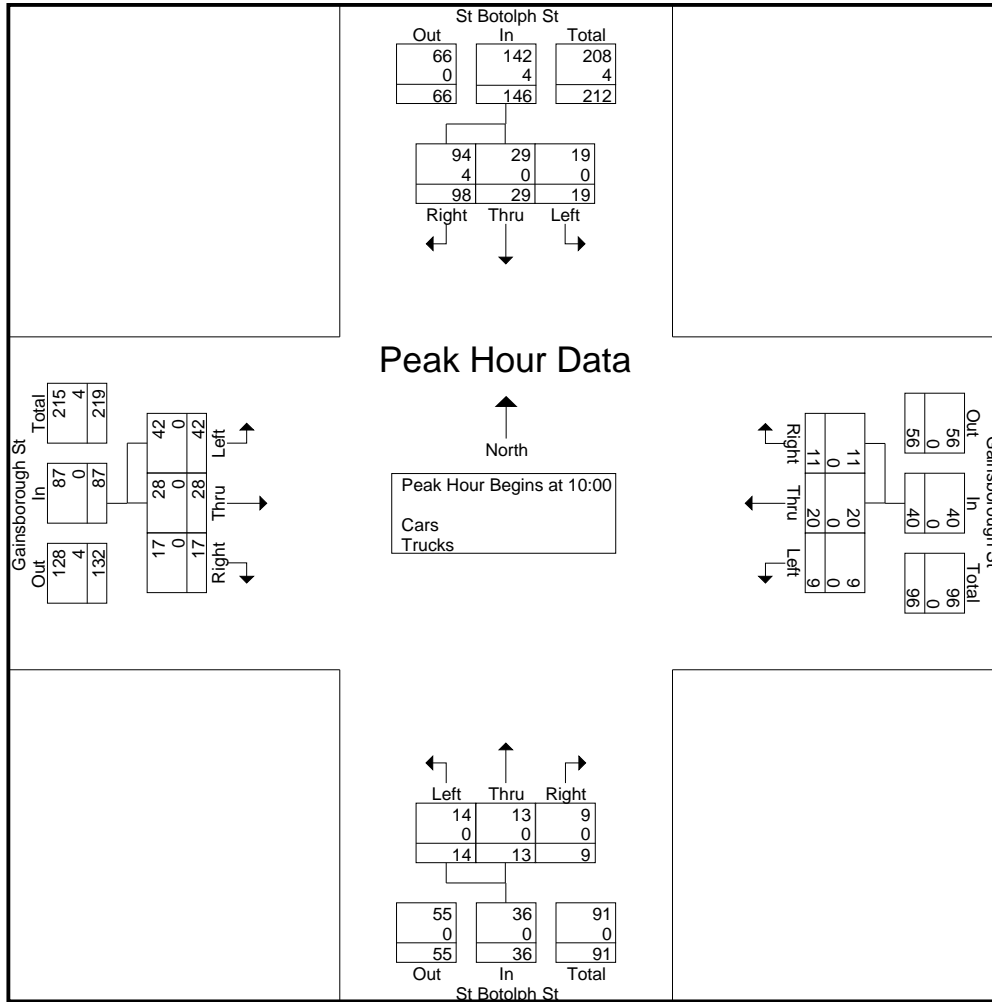 St Botolph St
Out In Total
66 142 208
0 4 4
66 146 212
94 29 19
4 0 0
98 29 19
Right Thru Left
Peak Hour Data
North
Peak Hour Begins at 10:00
Cars
Trucks
Gainsborough St
Out In Total
128 87 215
4 0 4
132 87 219
Right Thru Left
17 28 42
0 0 0
17 28 42
Gainsborough St
Out In Total
56 40 96
0 0 0
56 40 96
11 20 9
0 0 0
11 20 9
Right Thru Left
Left Thru Right
14 13 9
0 0 0
14 13 9
55 36 91
0 0 0
55 36 91
Out In Total
St Botolph St